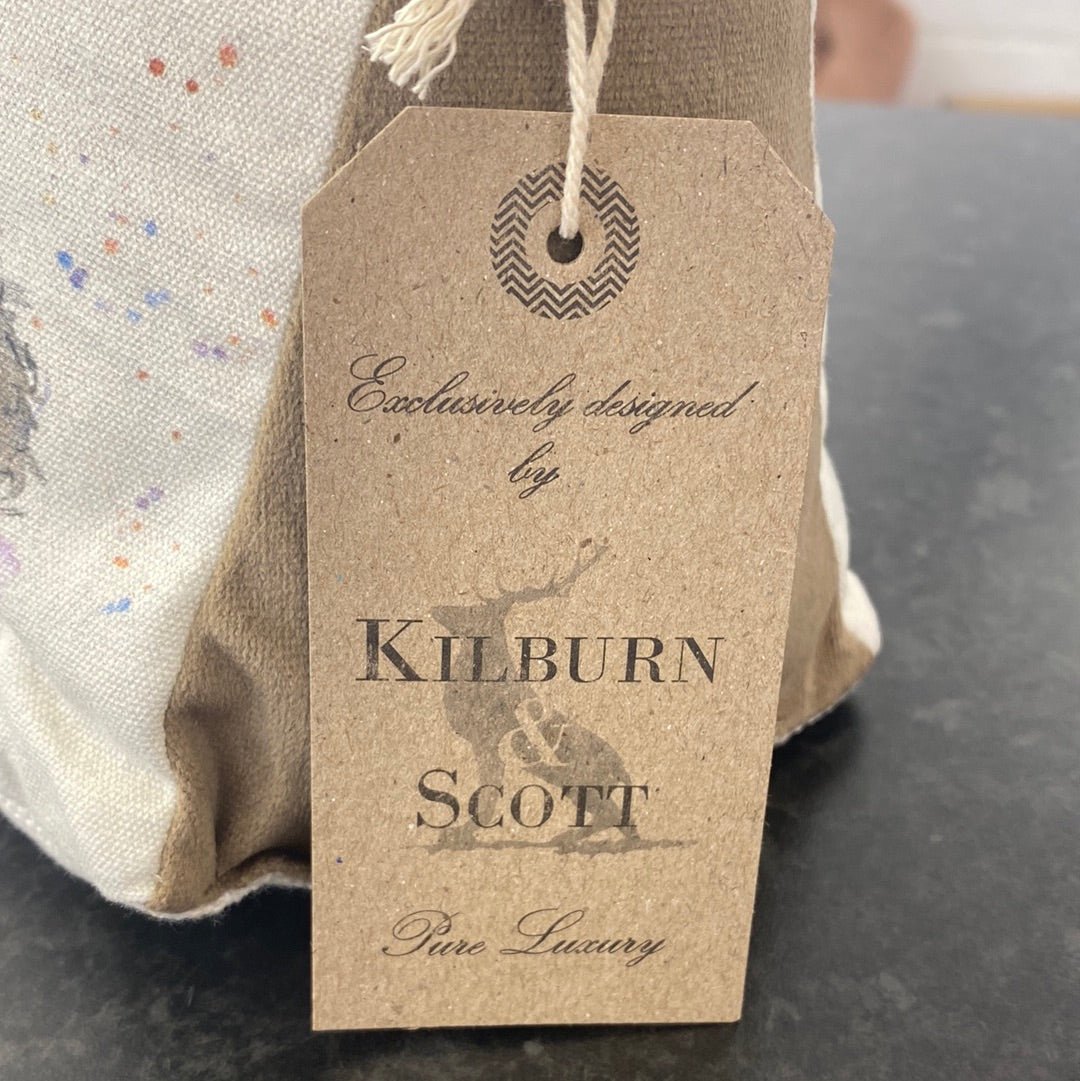 Exclusively designed
by
KILBURN
&
SCOTT
Pure Luxury